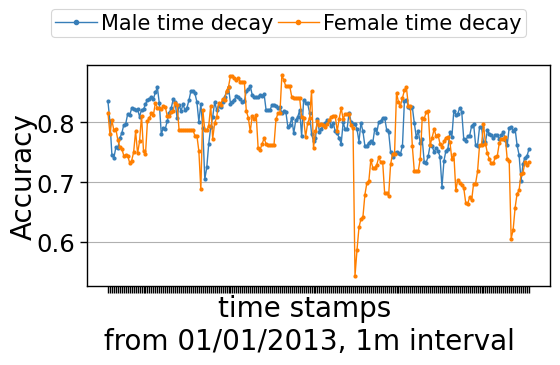 Male time decay Female time decay
Accuracy
0.8
0.7
0.6
time stamps
from 01/01/2013, 1m interval